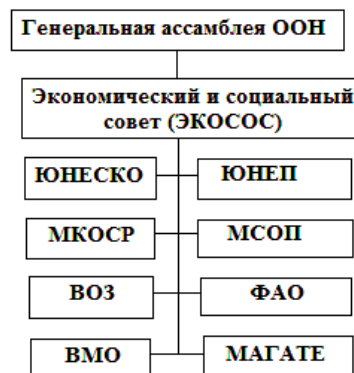 Генеральная ассамблея ООН
Экономический и социальный
совет (ЭКОСОС)
ЮНЕСКО
ЮНЕП
МКОСР
МСОП
ВОЗ
ФАО
ВМО
МАГАТЕ